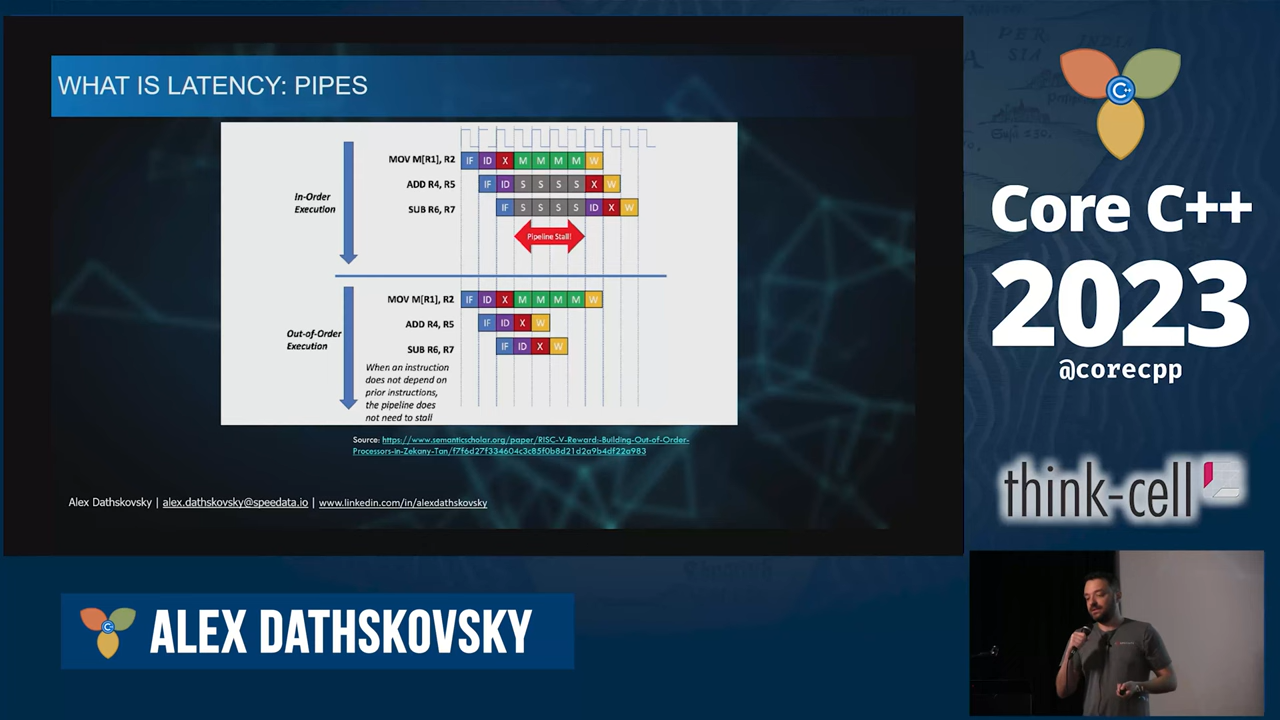 WHAT IS LATENCY: PIPES
In-Order
Execution
MOV M[R1], R2 IF ID X M M M M W
ADD R4, R5 IF ID S S S S X W
SUB R6, R7 IF S S S S ID X W
Pipeline Stall!
Out-of-Order
Execution
MOV M[R1], R2 IF ID X M M M M W
ADD R4, R5 IF ID X W
SUB R6, R7 IF ID X W
When an instruction
does not depend on
prior instructions,
the pipeline does
not need to stall
Source: https://www.semanticscholar.org/paper/RISC-V-Reward:-Building-Out-of-Order-
Processors-in-Zekany-Tan/f7f6d27f334604c3c85f0b8d21d2a9b4df22a983
Alex Dathskovsky | alex.dathskovsky@speedata.io | www.linkedin.com/in/alexdathskovsky
C++
Core C++
2023
@corecpp
think-cell
C++
ALEX DATHSKOVSKY